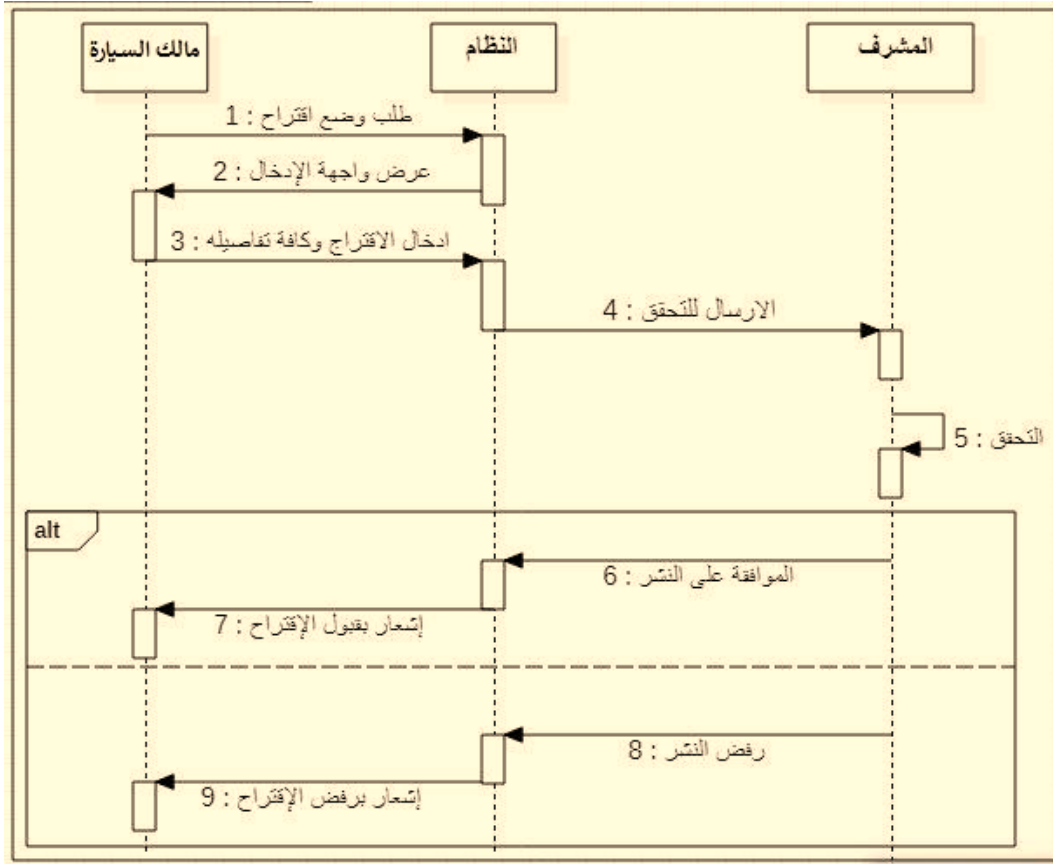 مالك السيارة
النظام
المشرف
1 : طلب وضع اقتراح
2 : عرض واجهة الإدخال
3 : ادخال الاقتراج وكافة تفاصيله
4 : الارسال للتحقق
5 : التحقق
alt
6 : الموافقة على النشر
7 : إشعار بقبول الإقتراح
8 : رفض النشر
9 : إشعار برفض الإقتراح